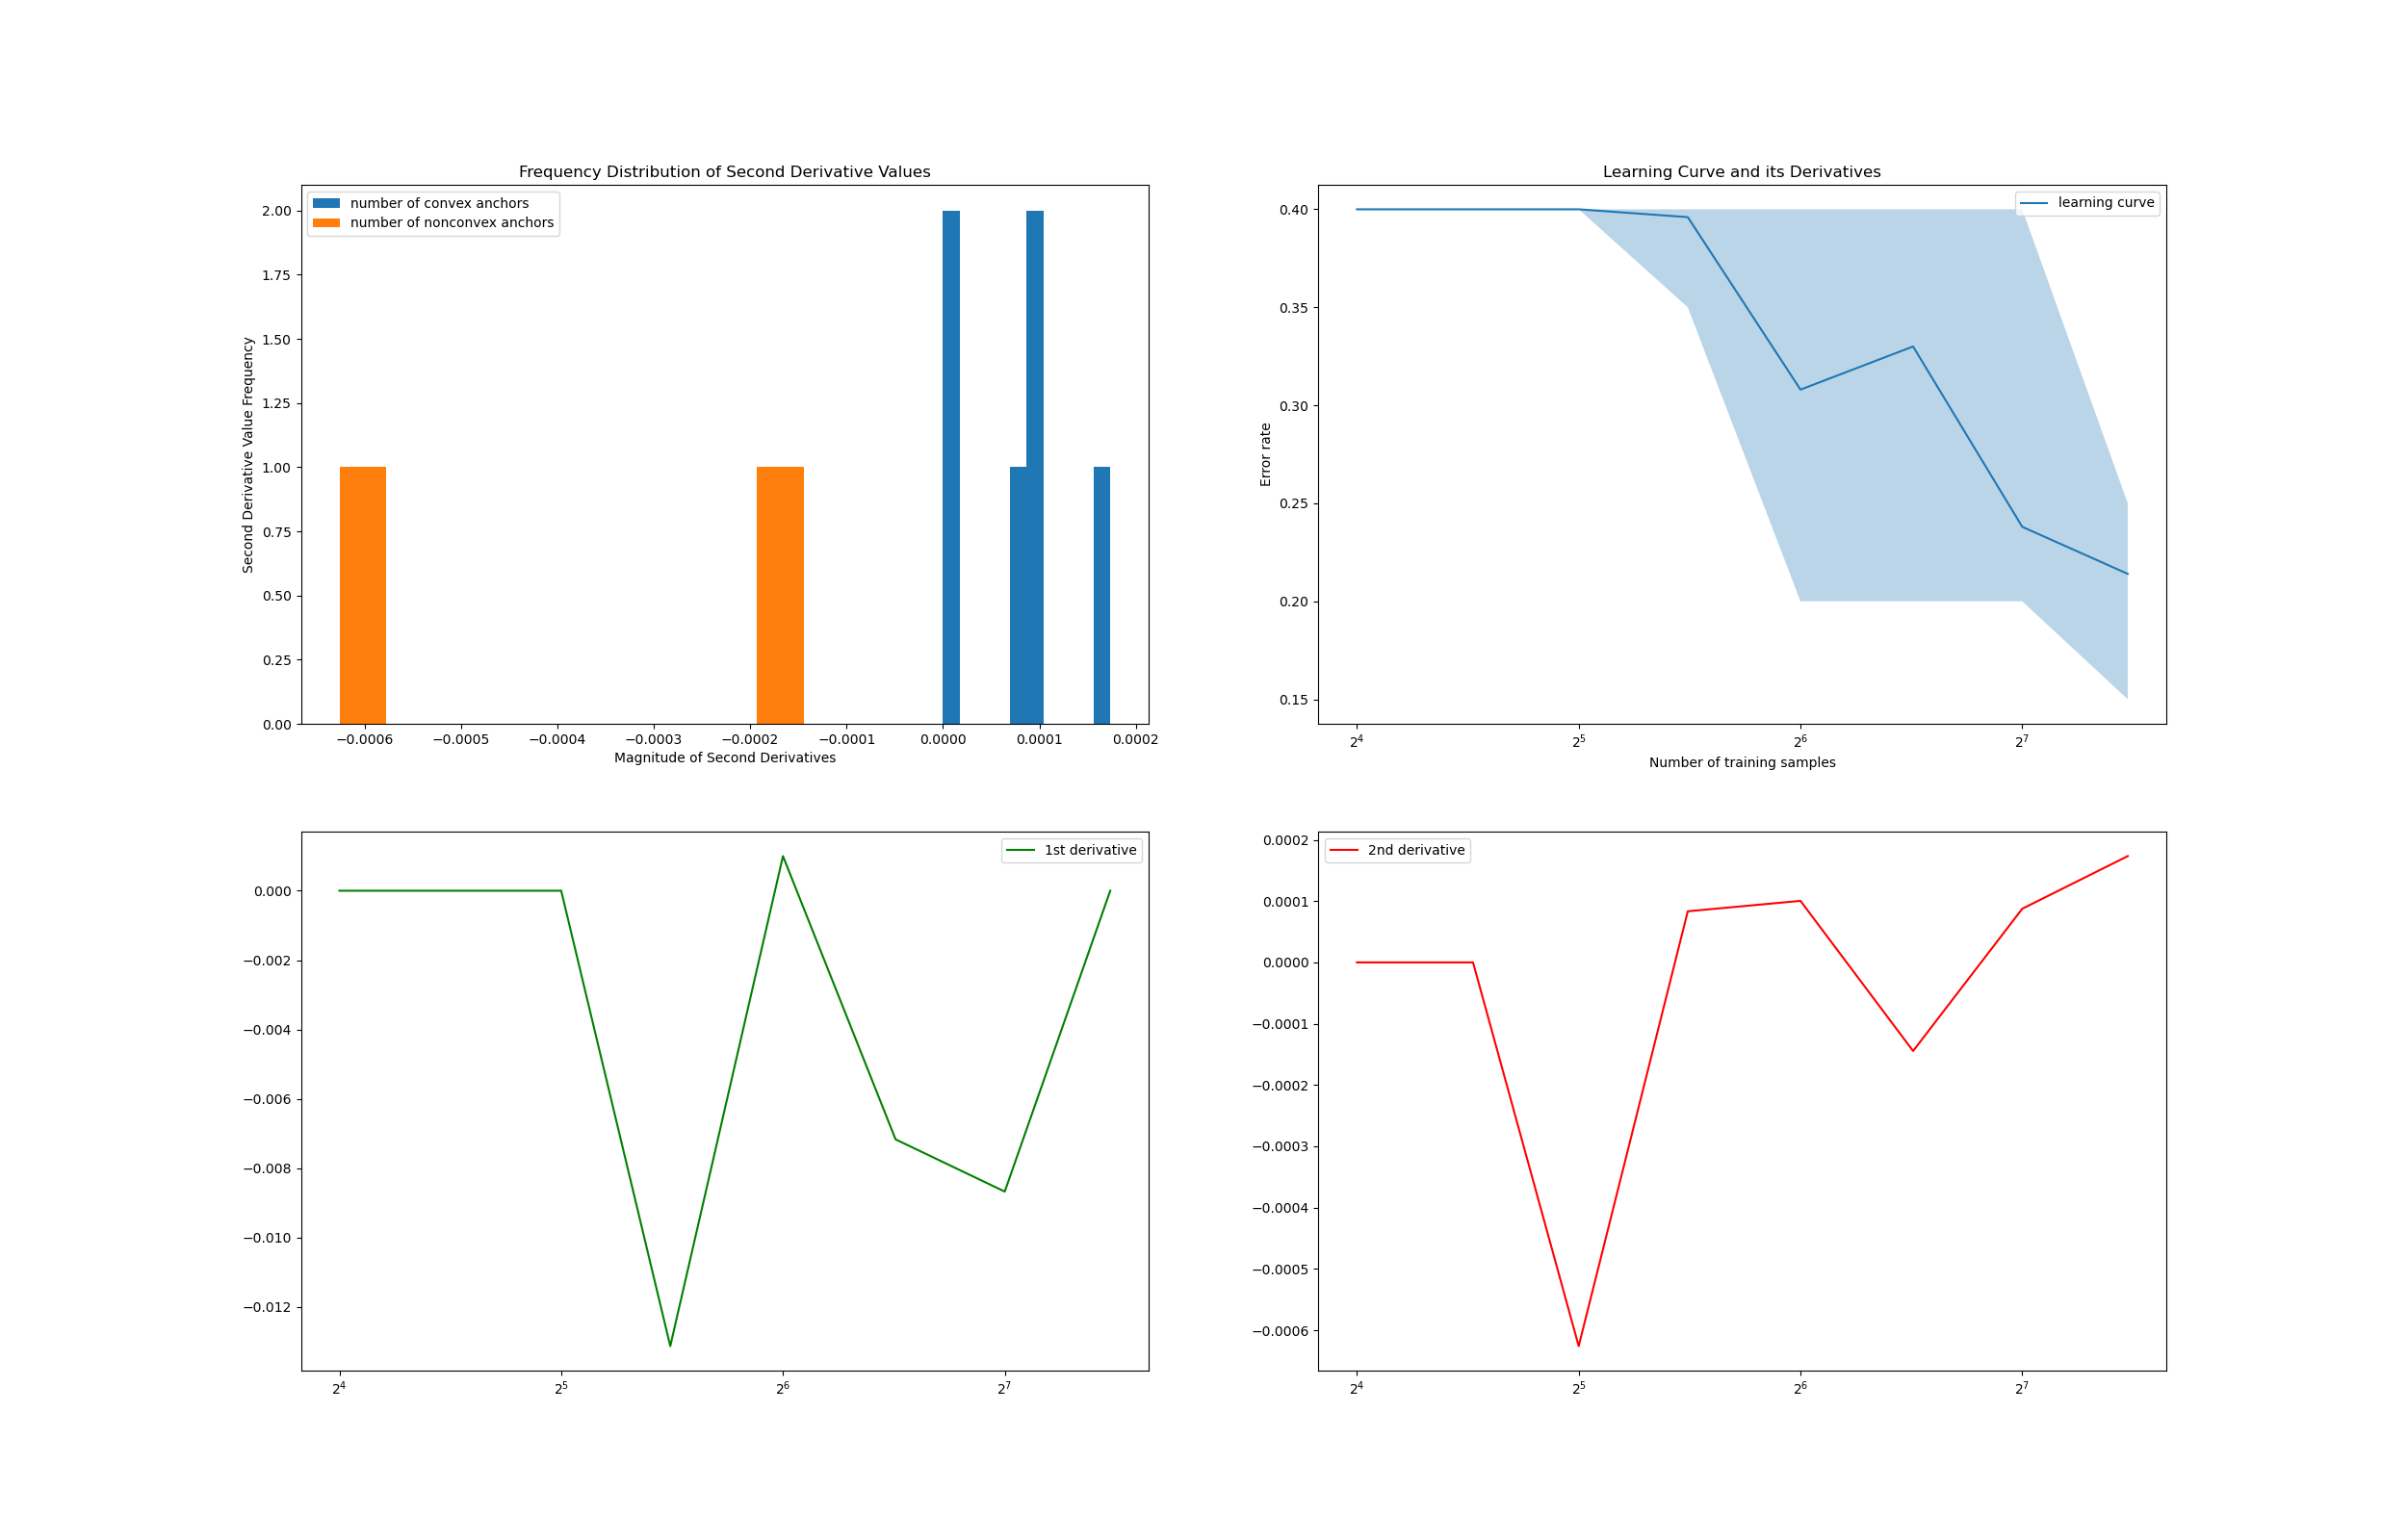 Frequency Distribution of Second Derivative Values
number of convex anchors
number of nonconvex anchors
2.00
1.75
1.50
1.25
1.00
0.75
0.50
0.25
0.00
Second Derivative Value Frequency
−0.0006 −0.0005 −0.0004 −0.0003 −0.0002 −0.0001 0.0000 0.0001 0.0002
Magnitude of Second Derivatives
Learning Curve and its Derivatives
learning curve
0.40
0.35
0.30
0.25
0.20
0.15
Error rate
2⁴ 2⁵ 2⁶ 2⁷
Number of training samples
1st derivative
0.000
−0.002
−0.004
−0.006
−0.008
−0.010
−0.012
2⁴ 2⁵ 2⁶ 2⁷
2nd derivative
0.0002
0.0001
0.0000
−0.0001
−0.0002
−0.0003
−0.0004
−0.0005
−0.0006
2⁴ 2⁵ 2⁶ 2⁷